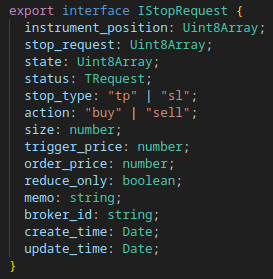 export interface IStopRequest {
  instrument_position: Uint8Array;
  stop_request: Uint8Array;
  state: Uint8Array;
  status: TRequest;
  stop_type: "tp" | "sl";
  action: "buy" | "sell";
  size: number;
  trigger_price: number;
  order_price: number;
  reduce_only: boolean;
  memo: string;
  broker_id: string;
  create_time: Date;
  update_time: Date;
}